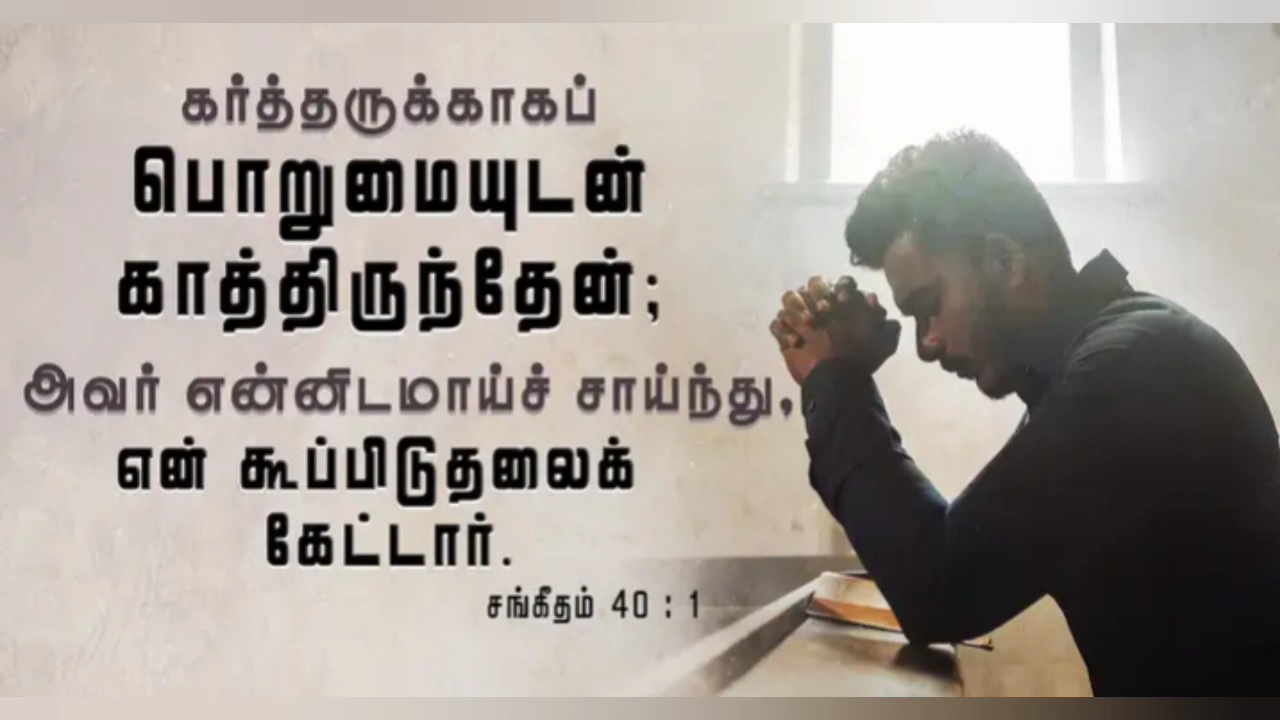 கர்த்தருக்காகப்
பொறுமையுடன்
காத்திருந்தேன்;
அவர் என்னிடமாய்ச் சாய்ந்து,
என் கூப்பிடுதலைக்
கேட்டார்.
சங்கீதம் 40 : 1